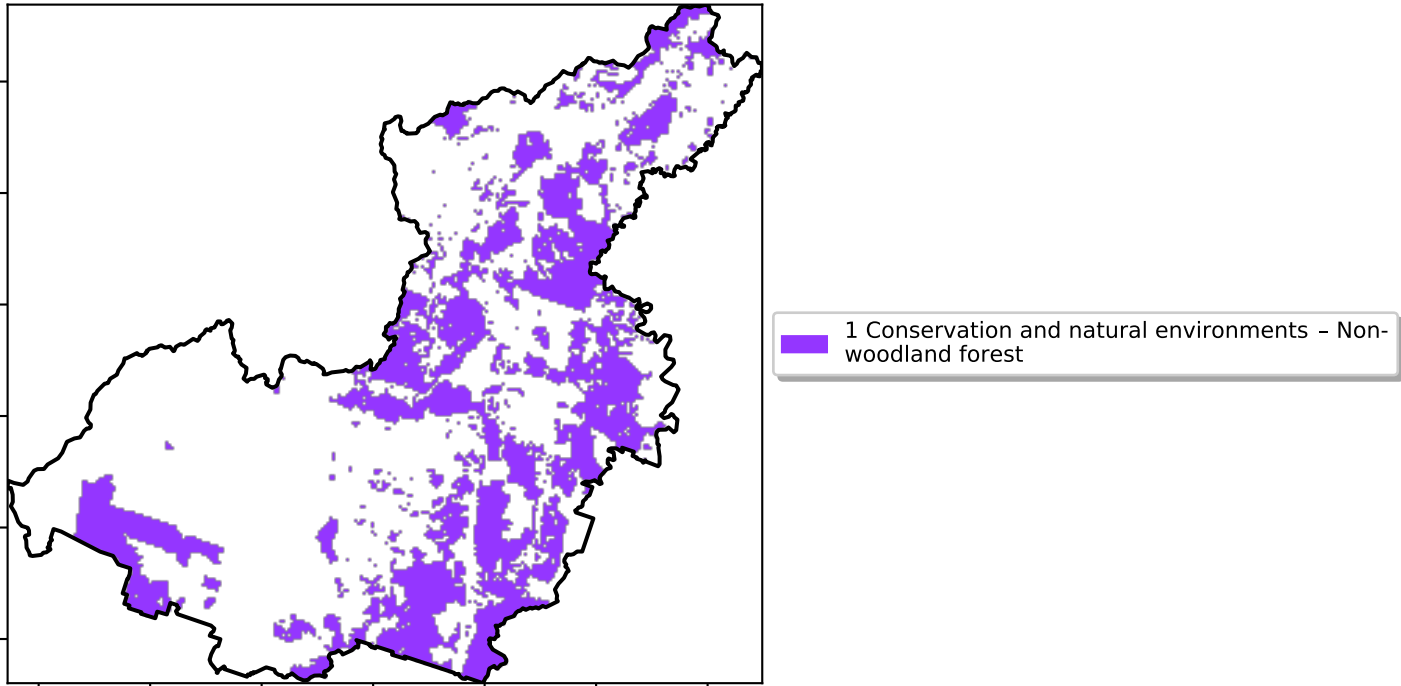 1 Conservation and natural environments – Non-
woodland forest